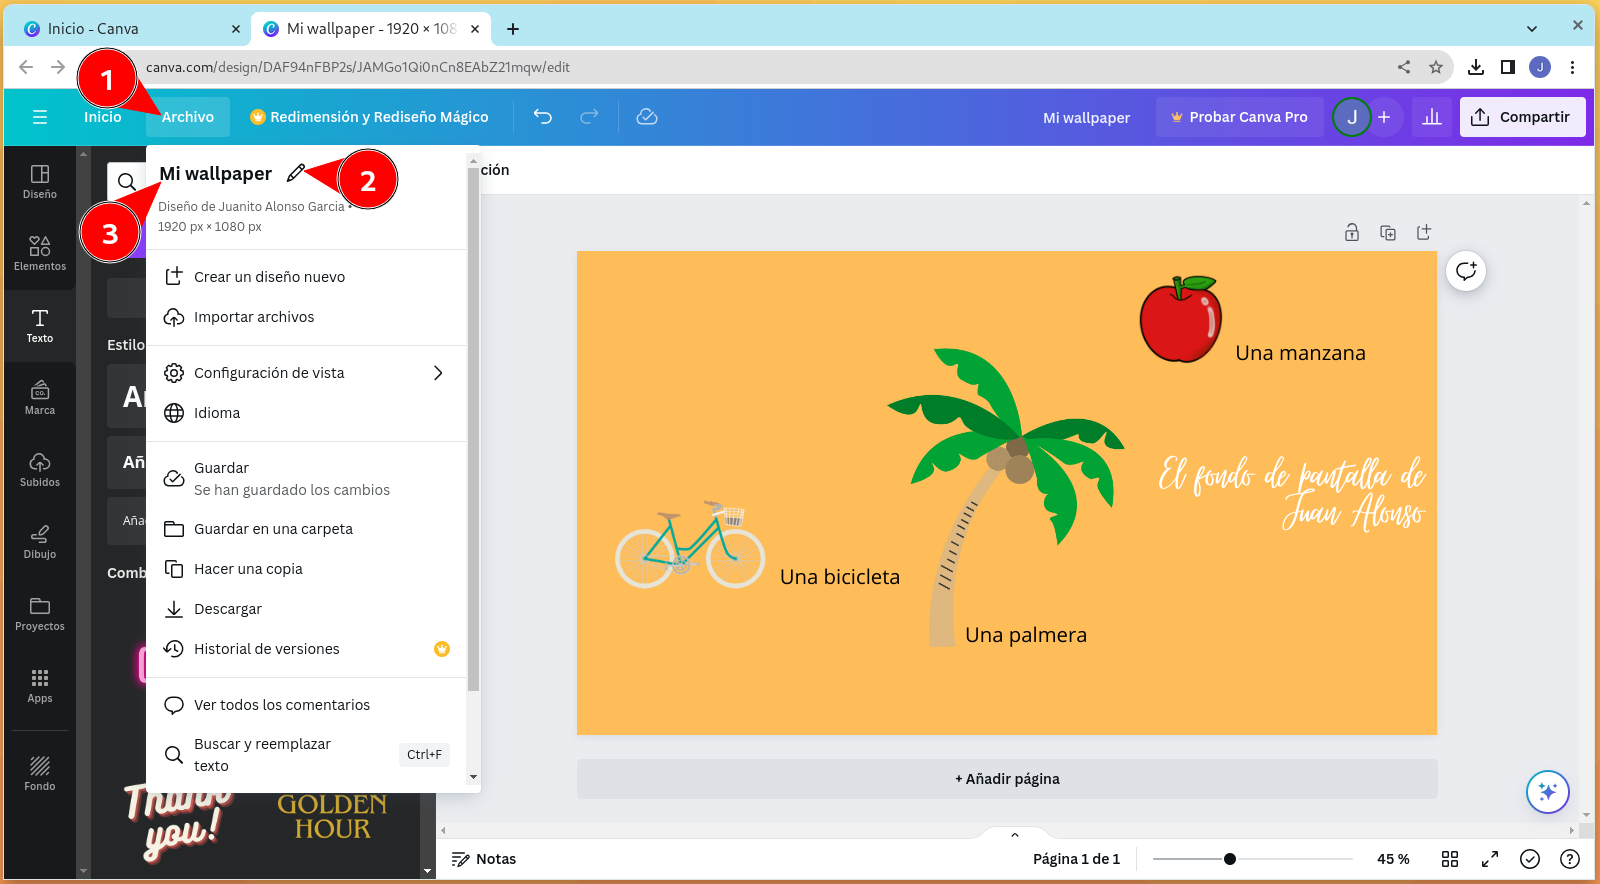 Inicio - Canva
Mi wallpaper - 1920 × 108
canva.com/design/DAF94nFBP2s/JAMGo1Qi0nCn8EAbZ21mqw/edit
J
1
Inicio
Archivo
Redimensión y Rediseño Mágico
Mi wallpaper
Probar Canva Pro
J
Compartir
Diseño
Elementos
Texto
Marca
CO.
Subidos
Dibujo
Proyectos
Apps
Fondo
Estilo
Añ
Aña
Comb
Thank
you!
GOLDEN
HOUR
Mi wallpaper
2
3
Diseño de Juanito Alonso Garcia •
1920 px × 1080 px
Crear un diseño nuevo
Importar archivos
Configuración de vista
Idioma
Guardar
Se han guardado los cambios
Guardar en una carpeta
Hacer una copia
Descargar
Historial de versiones
Ver todos los comentarios
Buscar y reemplazar
texto
Ctrl+F
ción
Una manzana
El fondo de pantalla de
Juan Alonso
Una bicicleta
Una palmera
+ Añadir página
Notas
Página 1 de 1
45 %